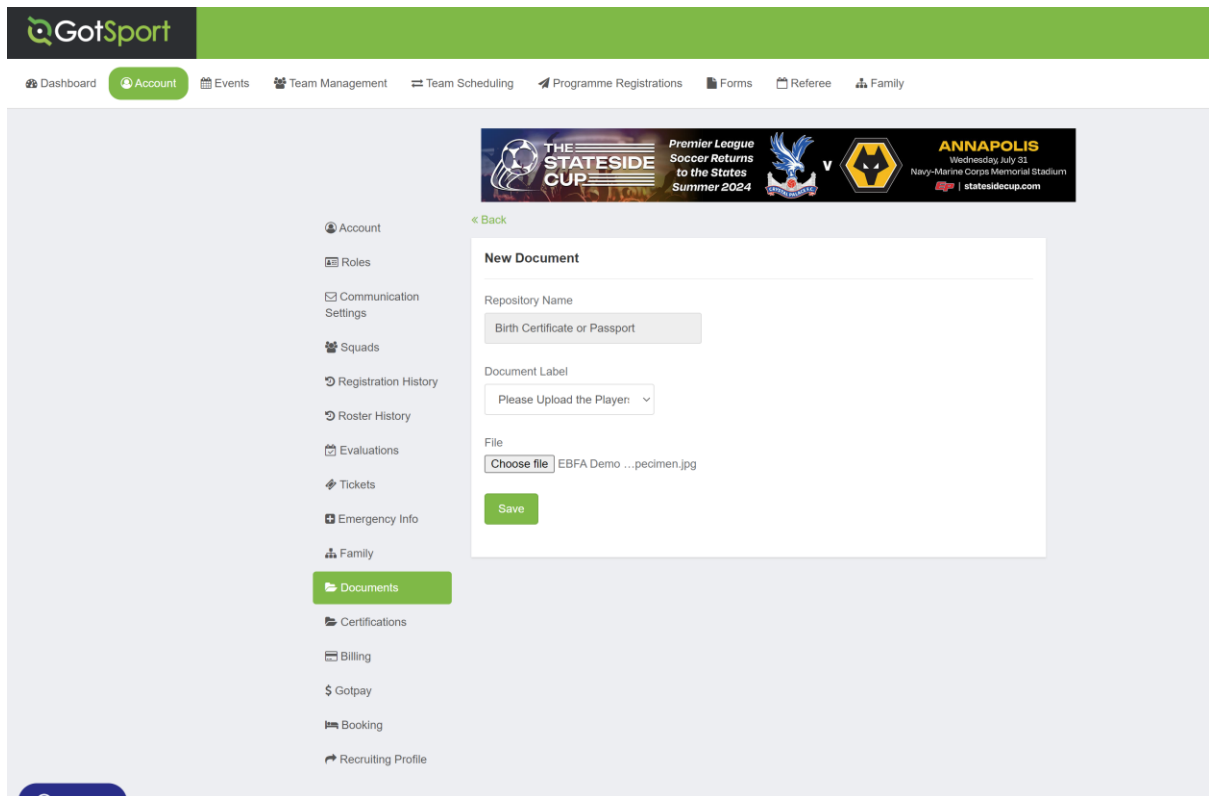 GotSport
Dashboard Account Events Team Management Team Scheduling Programme Registrations Forms Referee Family
THE
STATESIDE
CUP
Premier League
Soccer Returns
to the States
Summer 2024
V
ANNAPOLIS
Wednesday, July 31
Navy-Marine Corps Memorial Stadium
| statesidecup.com
« Back
Account
Roles
Communication
Settings
Squads
Registration History
Roster History
Evaluations
Tickets
Emergency Info
Family
Documents
Certifications
Billing
$ Gotpay
Booking
Recruiting Profile
New Document
Repository Name
Birth Certificate or Passport
Document Label
Please Upload the Player
File
Choose file EBFA Demo …pecimen.jpg
Save